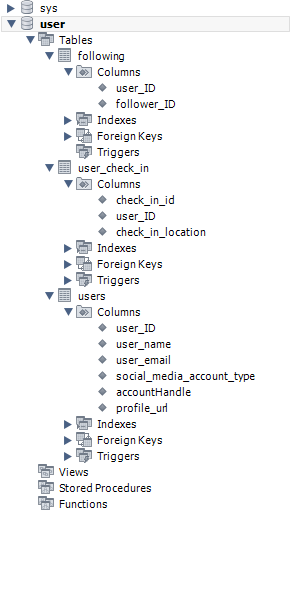 sys
user
Tables
following
Columns
user_ID
follower_ID
Indexes
Foreign Keys
Triggers
user_check_in
Columns
check_in_id
user_ID
check_in_location
Indexes
Foreign Keys
Triggers
users
Columns
user_ID
user_name
user_email
social_media_account_type
accountHandle
profile_url
Indexes
Foreign Keys
Triggers
Views
Stored Procedures
Functions